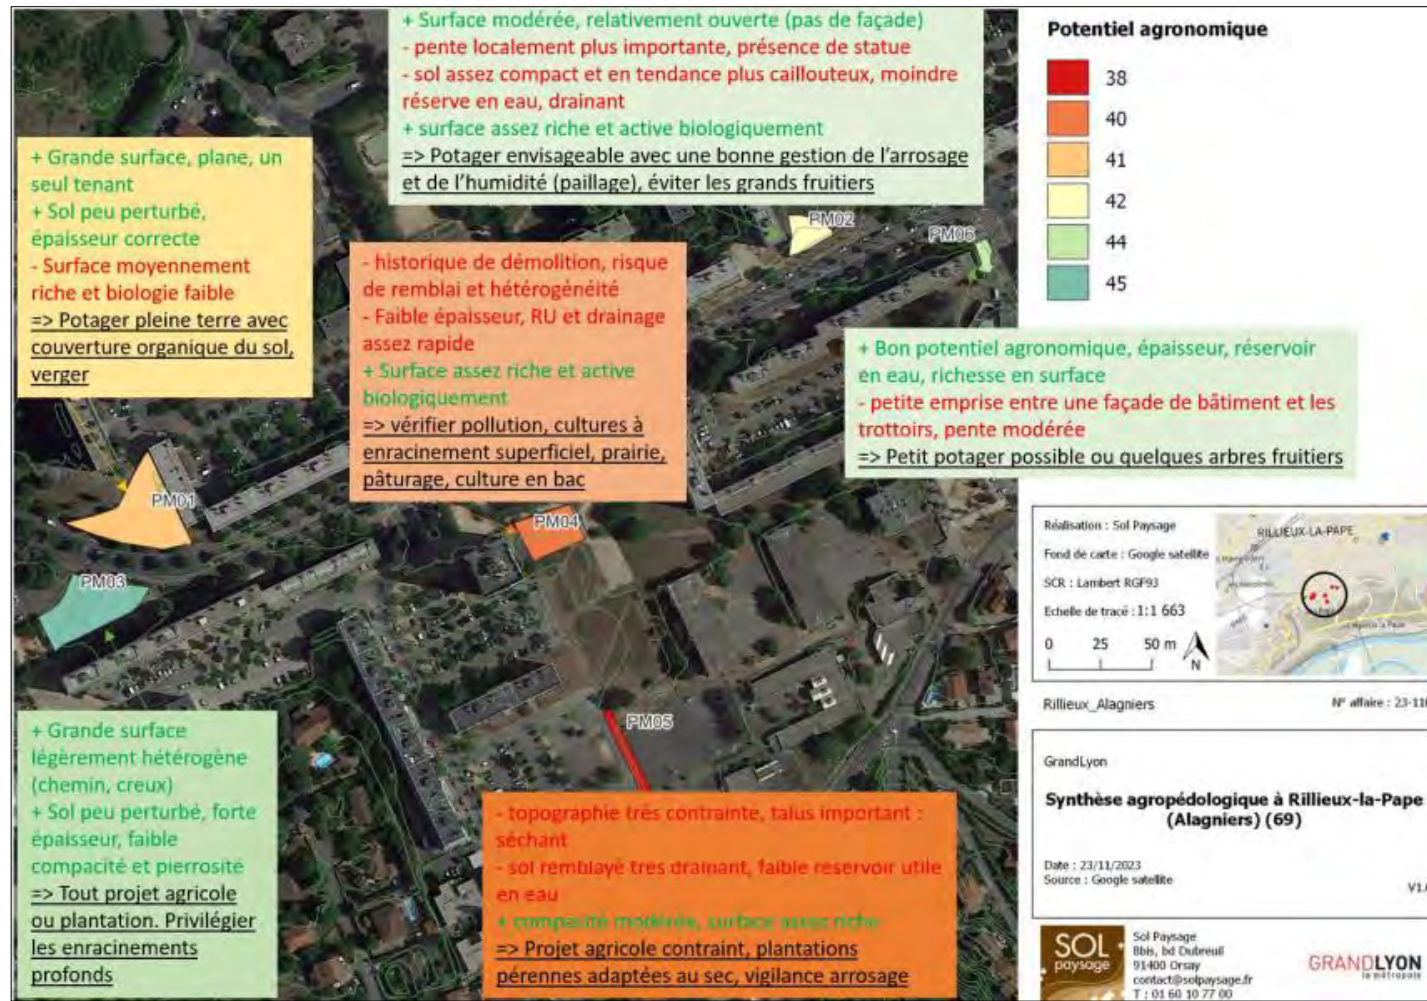 + Surface modérée, relativement ouverte (pas de façade)
- pente localement plus importante, présence de statue
- sol assez compact et en tendance plus caillouteux, moindre
réserve en eau, drainant
+ surface assez riche et active biologiquement
=> Potager envisageable avec une bonne gestion de l'arrosage
et de l'humidité (paillage), éviter les grands fruitiers
+ Grande surface, plane, un
seul tenant
+ Sol peu perturbé,
épaisseur correcte
- Surface moyennement
riche et biologie faible
=> Potager pleine terre avec
couverture organique du sol,
verger
- historique de démolition, risque
de remblai et hétérogénéité
- Faible épaisseur, RU et drainage
assez rapide
+ Surface assez riche et active
biologiquement
=> vérifier pollution, cultures à
enracinement superficiel, prairie,
pâturage, culture en bac
PM02
PM06
+ Bon potentiel agronomique, épaisseur, réservoir
en eau, richesse en surface
- petite emprise entre une façade de bâtiment et les
trottoirs, pente modérée
=> Petit potager possible ou quelques arbres fruitiers
PM01
PM04
PM03
PM05
+ Grande surface
légèrement hétérogène
(chemin, creux)
+ Sol peu perturbé, forte
épaisseur, faible
compacité et pierrosité
=> Tout projet agricole
ou plantation. Privilégier
les enracinements
profonds
- topographie très contrainte, talus important :
séchant
- sol remblayé très drainant, faible reservoir utile
en eau
+ compacité modérée, surface assez riche
=> Projet agricole contraint, plantations
pérennes adaptées au sec, vigilance arrosage
Potentiel agronomique
38
40
41
42
44
45
Réalisation : Sol Paysage
Fond de carte : Google satellite
SCR : Lambert RGF93
Echelle de tracé : 1:1 663
0 25 50 m
N
RILLIEUX-LA-PAPE
Rillieux_Alagniers
N° affaire : 23-116
GrandLyon
Synthèse agropédologique à Rillieux-la-Pape
(Alagniers) (69)
Date : 23/11/2023
Source : Google satellite
SOL
paysage
Sol Paysage
8bis, bd Dubreuil
91400 Orsay
contact@solpaysage.fr
T : 01 60 10 77 00
GRANDLYON
la métropole